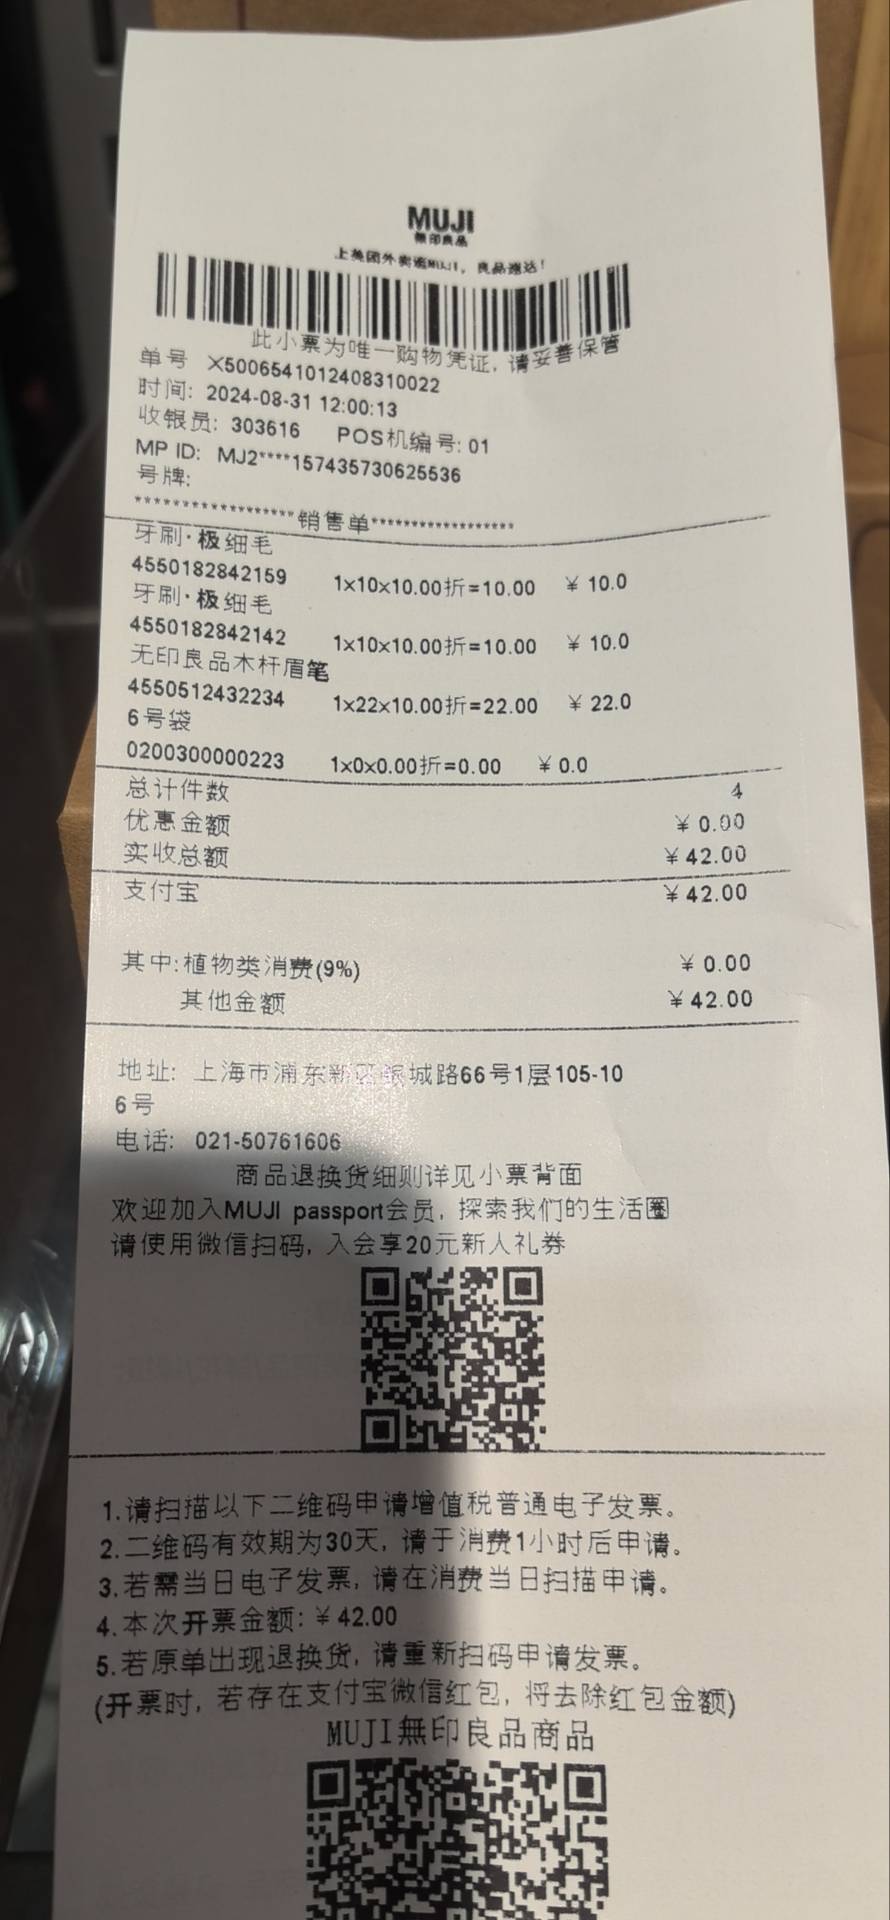 MUJI
無印良品
上美团外卖逛MUJI，良品速达！
此小票为唯一购物凭证，请妥善保管
单号 X5006541012408310022
时间: 2024-08-31 12:00:13
收银员: 303616 POS机编号: 01
MP ID: MJ2****157435730625536
号牌:
******************销售单******************
牙刷·极细毛
4550182842159 1x10x10.00折=10.00 ¥ 10.0
牙刷·极细毛
4550182842142 1x10x10.00折=10.00 ¥ 10.0
无印良品木杆眉笔
4550512432234 1x22x10.00折=22.00 ¥ 22.0
6号袋
0200300000223 1x0x0.00折=0.00 ¥ 0.0
总计件数 4
优惠金额 ¥ 0.00
实收总额 ¥ 42.00
支付宝 ¥ 42.00
其中:植物类消费(9%) ¥ 0.00
其他金额 ¥ 42.00
地址: 上海市浦东新区银城路66号1层105-10
6号
电话: 021-50761606
商品退换货细则详见小票背面
欢迎加入MUJI passport会员，探索我们的生活圈
请使用微信扫码，入会享20元新人礼券
1.请扫描以下二维码申请增值税普通电子发票。
2.二维码有效期为30天，请于消费1小时后申请。
3.若需当日电子发票，请在消费当日扫描申请。
4.本次开票金额: ¥ 42.00
5.若原单出现退换货，请重新扫码申请发票。
(开票时，若存在支付宝微信红包，将去除红包金额)
MUJI無印良品商品